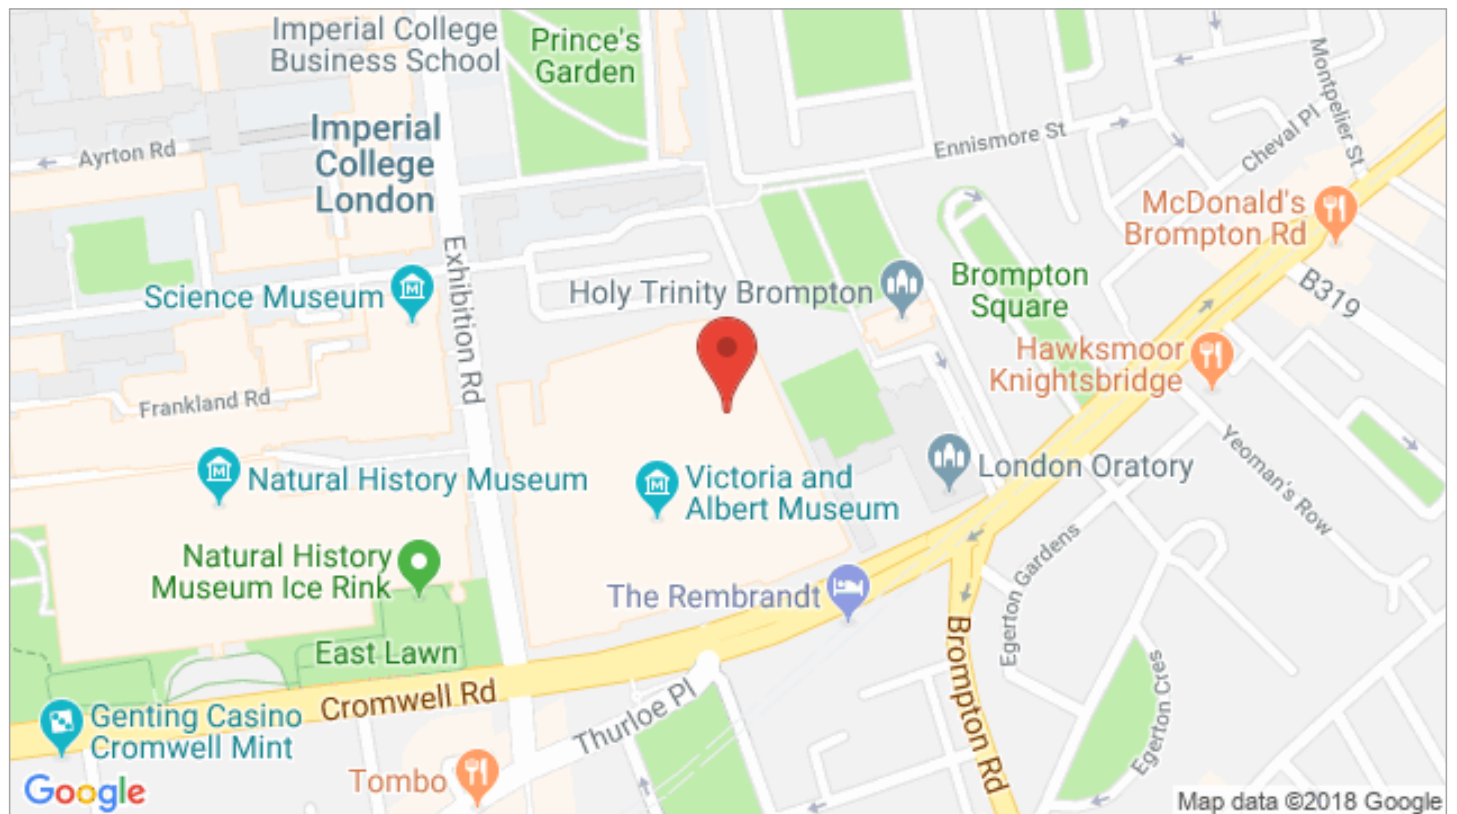 Imperial College
Business School
Prince's
Garden
Montpelier St
Imperial
College
London
Ayrton Rd
Ennismore St
Cheval Pl
McDonald's
Brompton Rd
Exhibition Rd
Science Museum
Holy Trinity Brompton
Brompton
Square
B319
Hawksmoor
Knightsbridge
Frankland Rd
Yeoman's Row
Natural History Museum
Victoria and
Albert Museum
London Oratory
Natural History
Museum Ice Rink
The Rembrandt
Egerton Gardens
East Lawn
Brompton Rd
Egerton Cres
Cromwell Rd
Thurloe Pl
Genting Casino
Cromwell Mint
Tombo
Google
Map data ©2018 Google